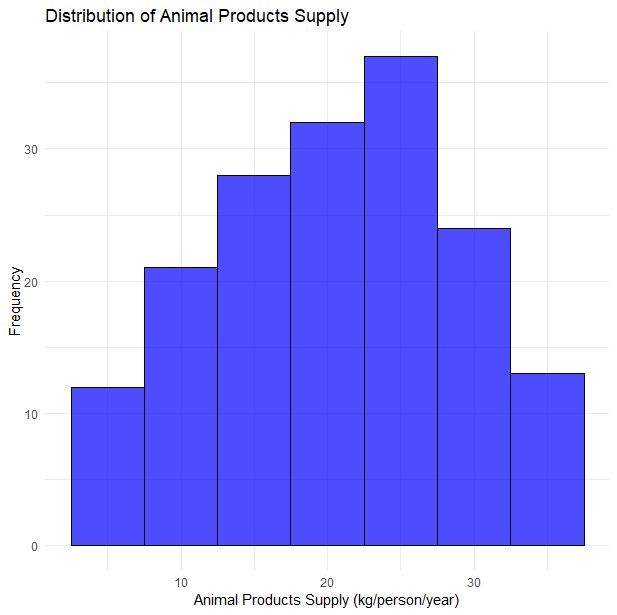 Distribution of Animal Products Supply
Frequency
30
20
10
0
10 20 30
Animal Products Supply (kg/person/year)